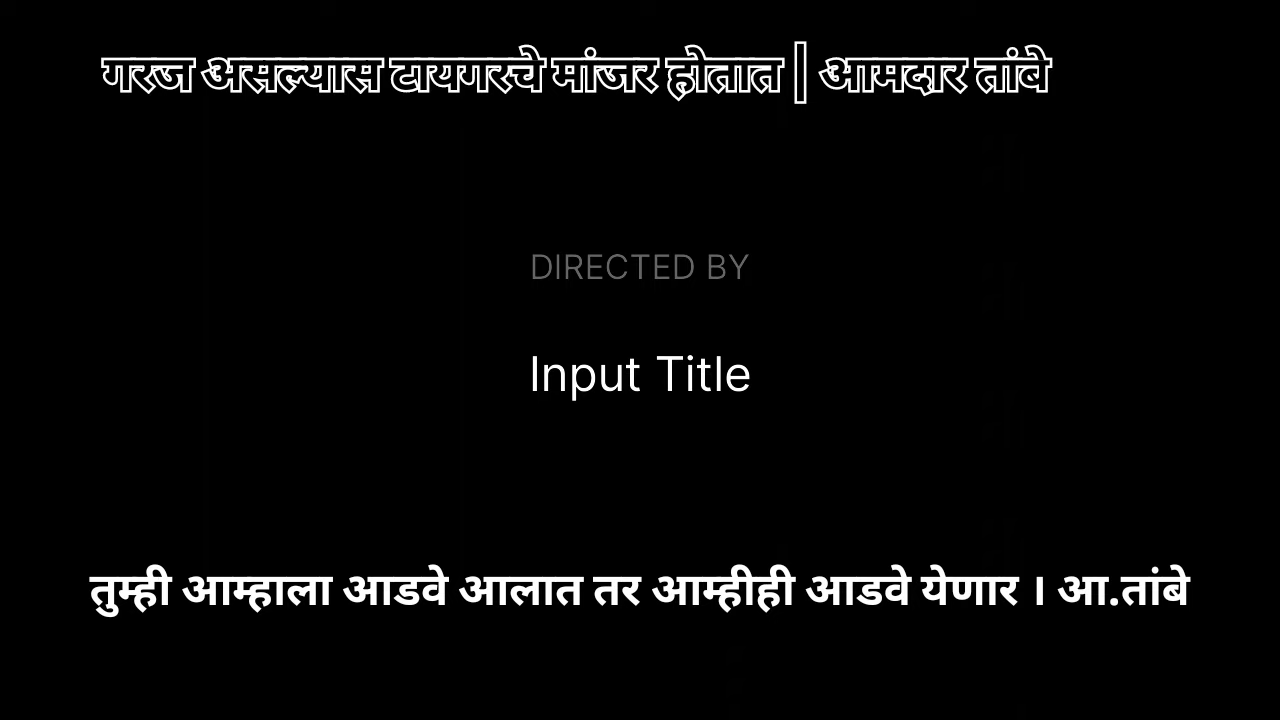 गरज असल्यास टायगरचे मांजर होतात | आमदार तांबे
DIRECTED BY
Input Title
तुम्ही आम्हाला आडवे आलात तर आम्हीही आडवे येणार । आ.तांबे